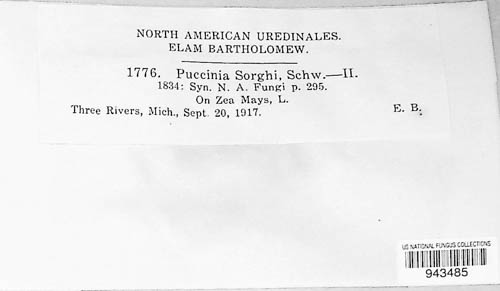 NORTH AMERICAN UREDINALES.
ELAM BARTHOLOMEW.
1776. Puccinia Sorghi, Schw.—II.
1834: Syn. N. A. Fungi p. 295.
On Zea Mays, L.
Three Rivers, Mich., Sept. 20, 1917. E. B.
US NATIONAL FUNGUS COLLECTIONS
943485